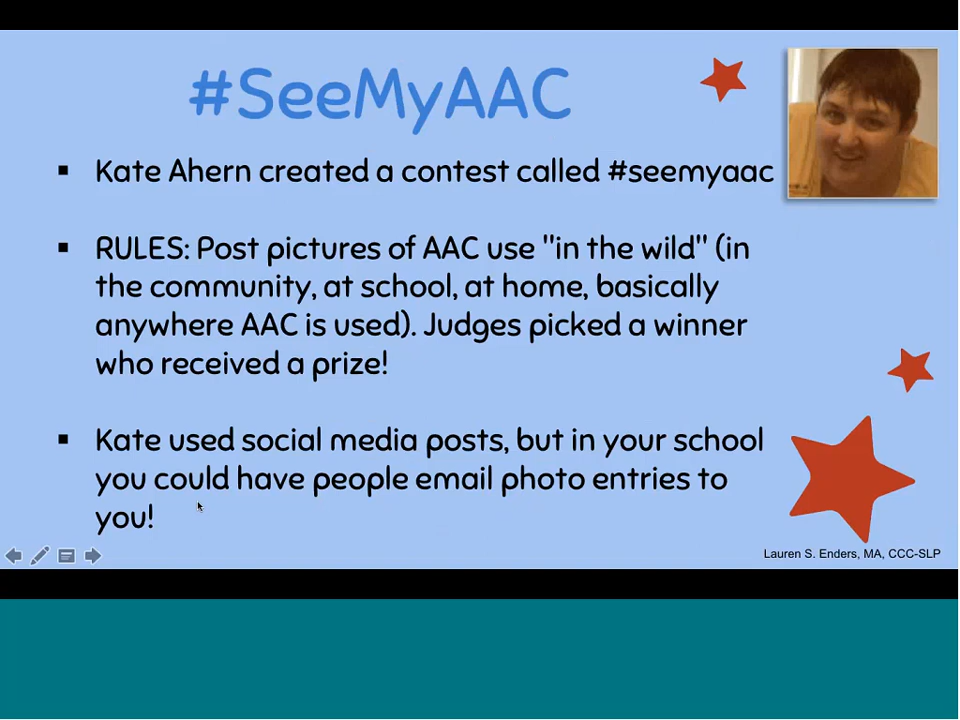 #SeeMyAAC
▪ Kate Ahern created a contest called #seemyaac
▪ RULES: Post pictures of AAC use "in the wild" (in
the community, at school, at home, basically
anywhere AAC is used). Judges picked a winner
who received a prize!
▪ Kate used social media posts, but in your school
you could have people email photo entries to
you!
Lauren S. Enders, MA, CCC-SLP